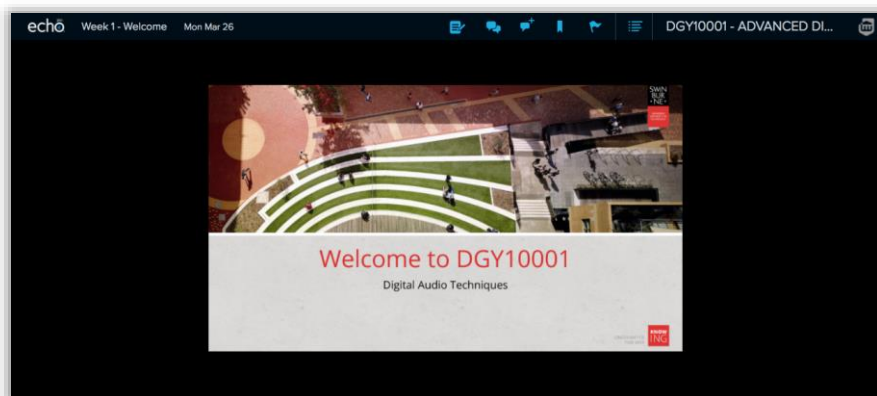 echo Week 1 - Welcome Mon Mar 26 DGY10001 - ADVANCED DI...
SWIN
BUR
• NE •
Welcome to DGY10001
Digital Audio Techniques
KNOW
ING